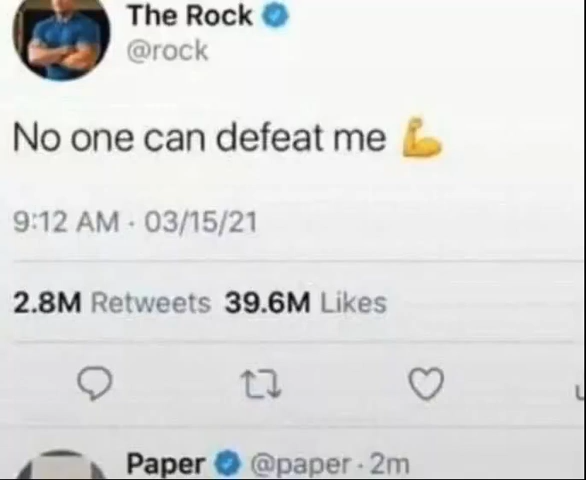 The Rock
@rock
No one can defeat me 💪
9:12 AM · 03/15/21
2.8M Retweets 39.6M Likes
Paper @paper · 2m